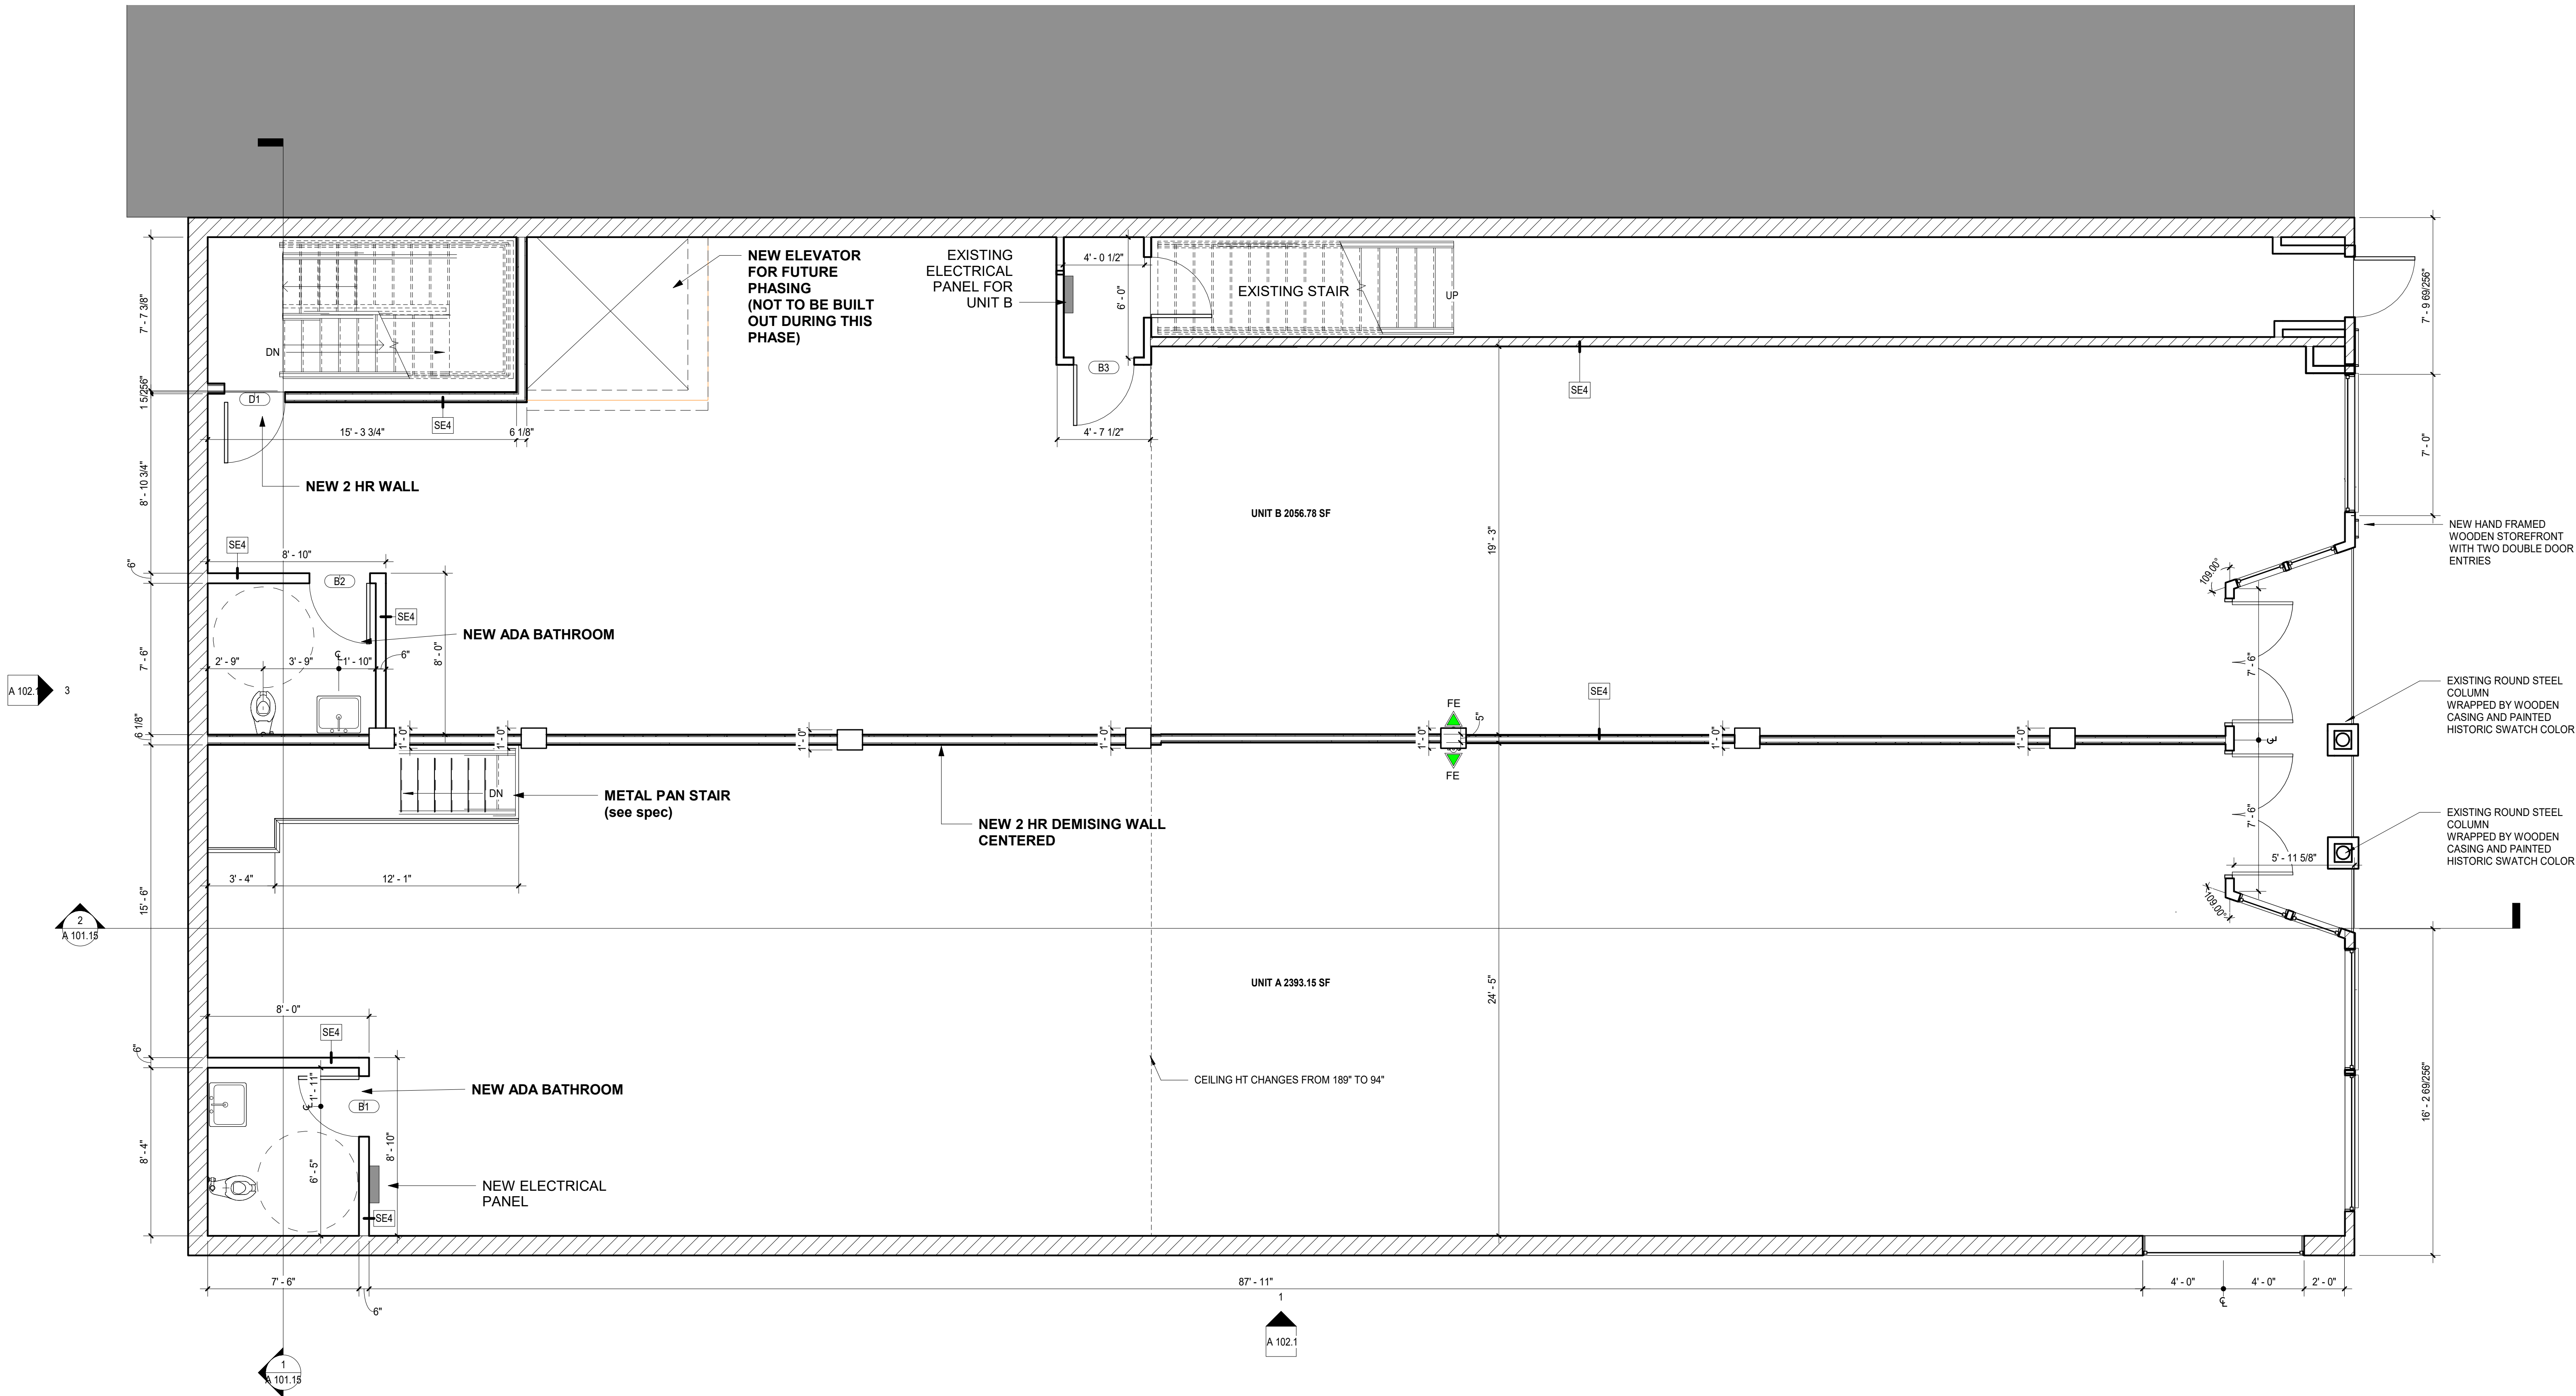 NEW ELEVATOR
FOR FUTURE
PHASING
(NOT TO BE BUILT
OUT DURING THIS
PHASE)
EXISTING
ELECTRICAL
PANEL FOR
UNIT B
4' - 0 1/2"
6' - 0"
EXISTING STAIR
UP
7' - 9 69/256"
7' - 7 3/8"
DN
1 5/256"
D1
SE4
B3
SE4
15' - 3 3/4"
6 1/8"
4' - 7 1/2"
7' - 0"
8' - 10 3/4"
NEW 2 HR WALL
UNIT B 2056.78 SF
19' - 3"
NEW HAND FRAMED
WOODEN STOREFRONT
WITH TWO DOUBLE DOOR
ENTRIES
SE4
8' - 10"
6"
B2
109.00°
SE4
NEW ADA BATHROOM
7' - 6"
2' - 9"
3' - 9"
1' - 10"
6"
8' - 0"
7' - 6"
A 102.1
3
SE4
EXISTING ROUND STEEL
COLUMN
WRAPPED BY WOODEN
CASING AND PAINTED
HISTORIC SWATCH COLOR
FE
5"
6 1/8"
1' - 0"
1' - 0"
1' - 0"
1' - 0"
1' - 0"
1' - 0"
1' - 0"
FE
DN
METAL PAN STAIR
(see spec)
NEW 2 HR DEMISING WALL
CENTERED
7' - 6"
EXISTING ROUND STEEL
COLUMN
WRAPPED BY WOODEN
CASING AND PAINTED
HISTORIC SWATCH COLOR
5' - 11 5/8"
3' - 4"
12' - 1"
15' - 6"
109.00°
2
A 101.15
UNIT A 2393.15 SF
24' - 5"
8' - 0"
SE4
6"
CEILING HT CHANGES FROM 189" TO 94"
NEW ADA BATHROOM
1' - 11"
B1
16' - 2 69/256"
8' - 4"
8' - 10"
6' - 5"
NEW ELECTRICAL
PANEL
SE4
7' - 6"
6"
87' - 11"
4' - 0"
4' - 0"
2' - 0"
1
A 102.1
1
A 101.15